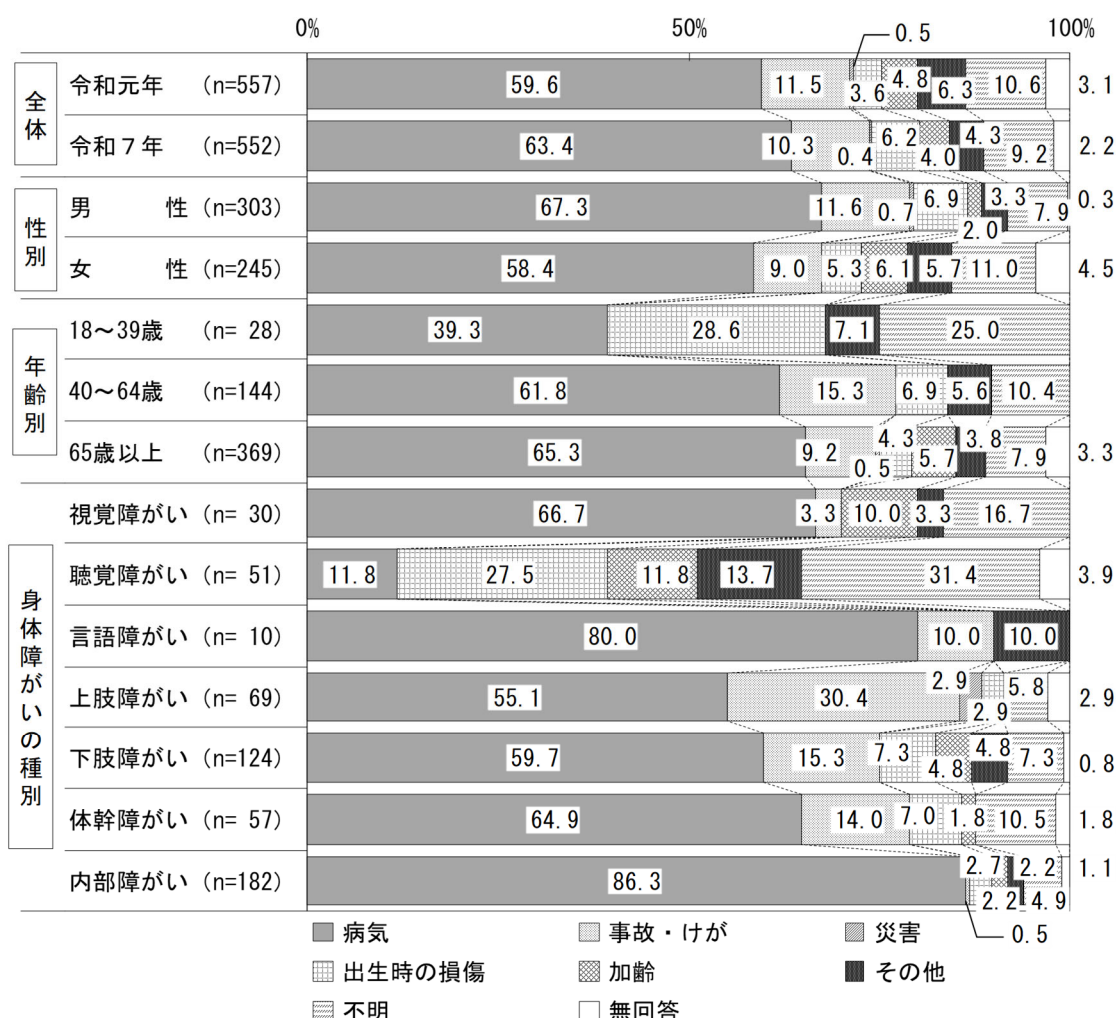 0% 50% 100%
0.5
全体
令和元年 (n=557) 59.6 11.5 3.6 4.8 6.3 10.6 3.1
令和7年 (n=552) 63.4 10.3 0.4 6.2 4.0 4.3 9.2 2.2
性別
男 性 (n=303) 67.3 11.6 0.7 6.9 2.0 3.3 7.9 0.3
女 性 (n=245) 58.4 9.0 5.3 6.1 5.7 11.0 4.5
年齢別
18〜39歳 (n= 28) 39.3 28.6 7.1 25.0
40〜64歳 (n=144) 61.8 15.3 6.9 5.6 10.4
65歳以上 (n=369) 65.3 9.2 0.5 4.3 5.7 3.8 7.9 3.3
身体障がいの種別
視覚障がい (n= 30) 66.7 3.3 10.0 3.3 16.7
聴覚障がい (n= 51) 11.8 27.5 11.8 13.7 31.4 3.9
言語障がい (n= 10) 80.0 10.0 10.0
上肢障がい (n= 69) 55.1 30.4 2.9 2.9 5.8 2.9
下肢障がい (n=124) 59.7 15.3 7.3 4.8 4.8 7.3 0.8
体幹障がい (n= 57) 64.9 14.0 7.0 1.8 10.5 1.8
内部障がい (n=182) 86.3 2.7 2.2 2.2 4.9 1.1
0.5
病気 事故・けが 災害
出生時の損傷 加齢 その他
不明 無回答